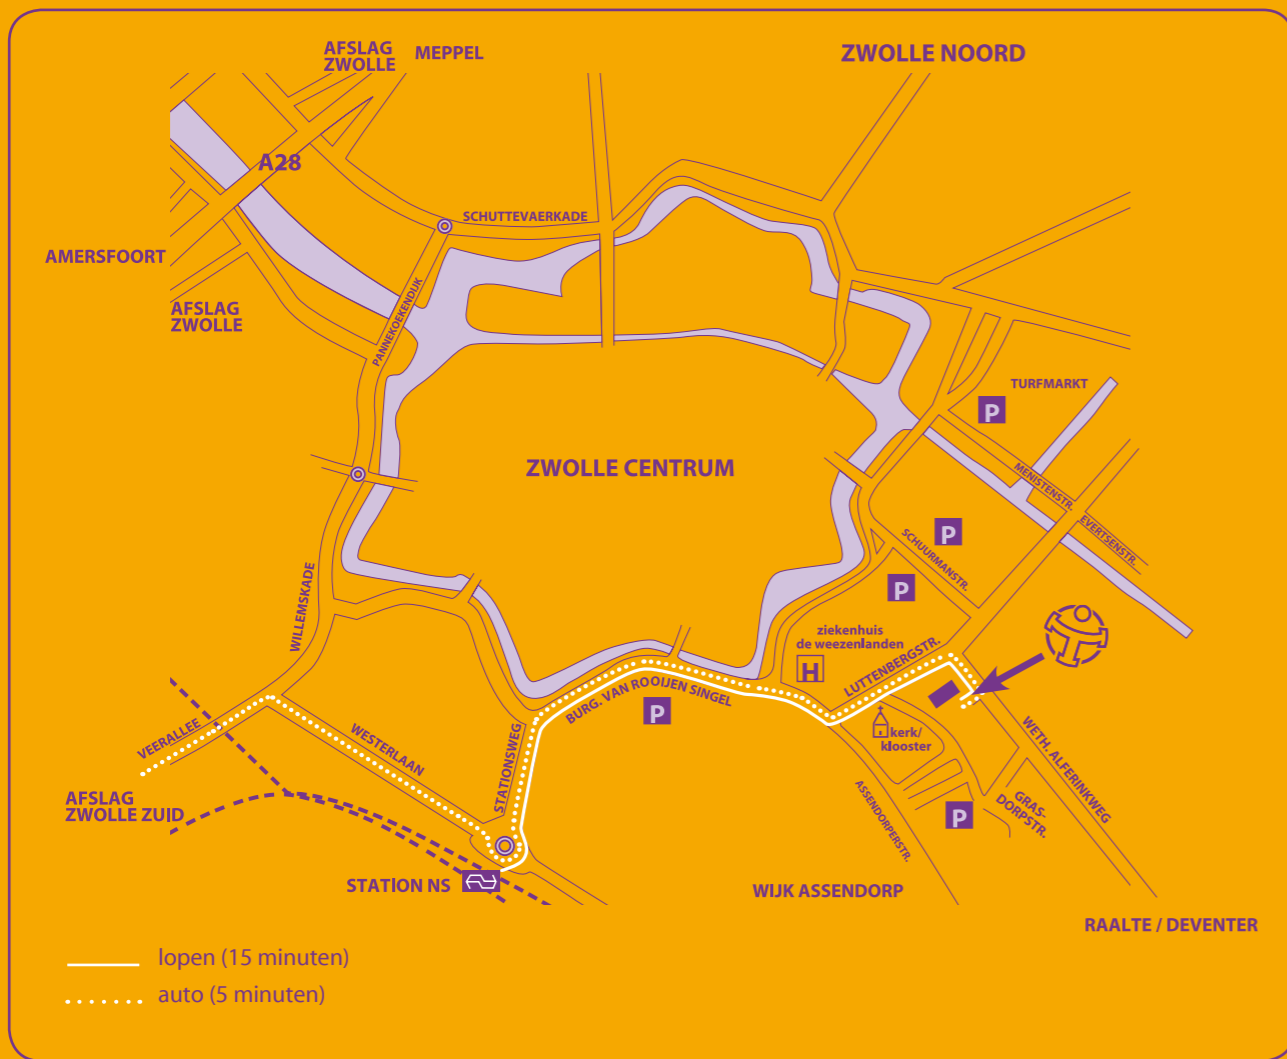 AFSLAG
ZWOLLE
MEPPEL
ZWOLLE NOORD
A28
SCHUTTEVAERKADE
AMERSFOORT
AFSLAG
ZWOLLE
PANNEKOEKENDIJK
TURFMARKT
P
ZWOLLE CENTRUM
MENISTENSTR.
EVERTSENSTR.
P
SCHUURMANSTR.
P
WILLEMSKADE
ziekenhuis
de weezenlanden
H
LUTTENBERGSTR.
BURG. VAN ROOIJEN SINGEL
P
kerk/
klooster
WETH. ALFERINKWEG
VEERALLEE
WESTERLAAN
STATIONSWEG
AFSLAG
ZWOLLE ZUID
ASSENDORPERSTR.
GRAS-
DORPSTR.
P
STATION NS
WIJK ASSENDORP
RAALTE / DEVENTER
lopen (15 minuten)
auto (5 minuten)